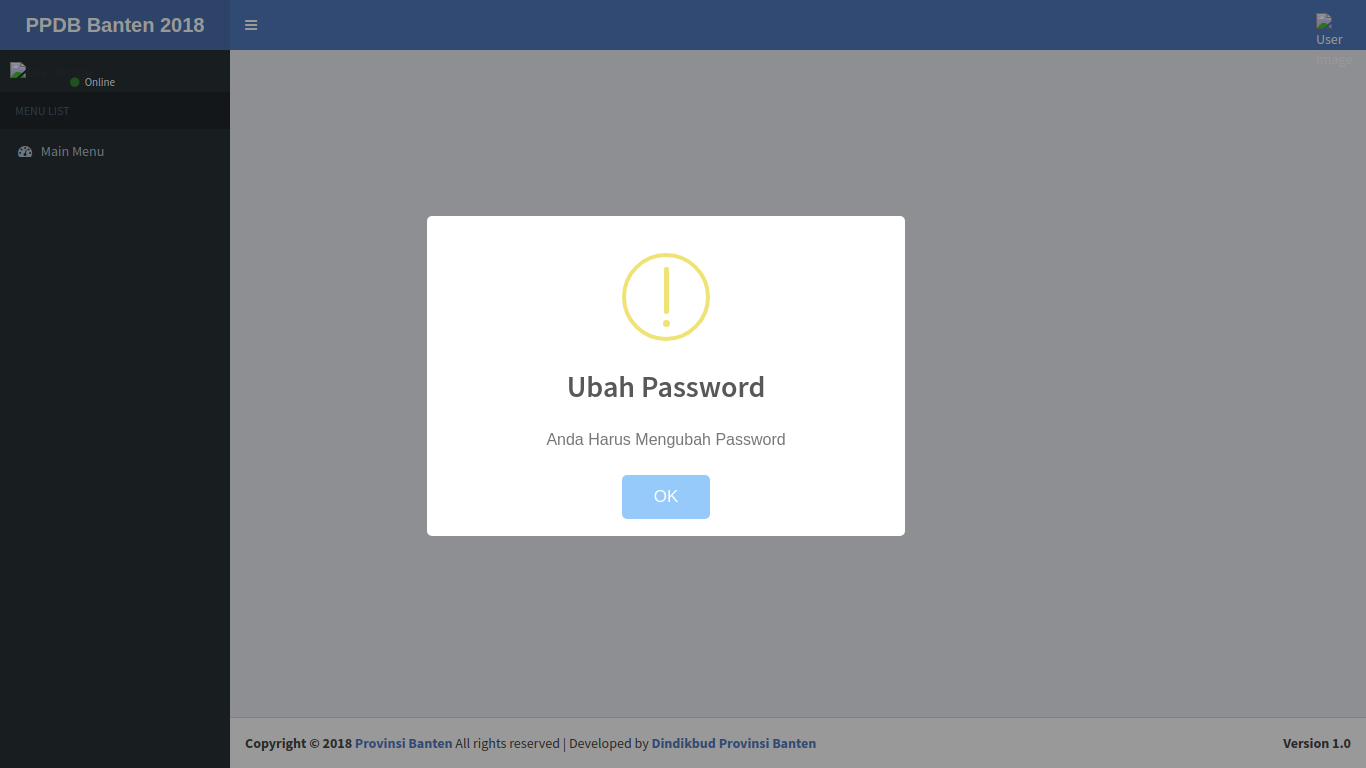 PPDB Banten 2018
User
Image
Online
MENU LIST
Main Menu
Ubah Password
Anda Harus Mengubah Password
OK
Copyright © 2018 Provinsi Banten All rights reserved | Developed by Dindikbud Provinsi Banten
Version 1.0